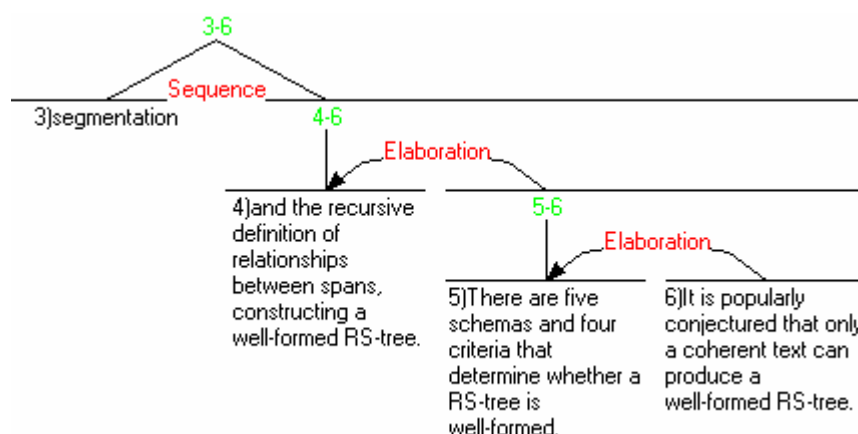 3-6
Sequence
3)segmentation
4-6
Elaboration
4)and the recursive
definition of
relationships
between spans,
constructing a
well-formed RS-tree.
5-6
Elaboration
5)There are five
schemas and four
criteria that
determine whether a
RS-tree is
well-formed.
6)It is popularly
conjectured that only
a coherent text can
produce a
well-formed RS-tree.